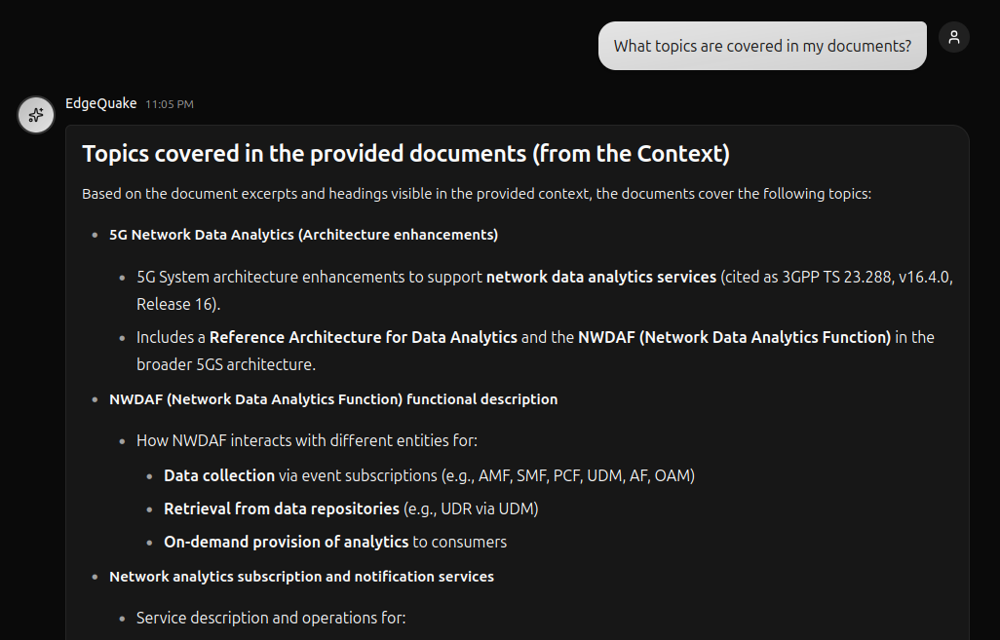 What topics are covered in my documents?
EdgeQuake 11:05 PM
Topics covered in the provided documents (from the Context)
Based on the document excerpts and headings visible in the provided context, the documents cover the following topics:
5G Network Data Analytics (Architecture enhancements)
5G System architecture enhancements to support network data analytics services (cited as 3GPP TS 23.288, v16.4.0,
Release 16).
Includes a Reference Architecture for Data Analytics and the NWDAF (Network Data Analytics Function) in the
broader 5GS architecture.
NWDAF (Network Data Analytics Function) functional description
How NWDAF interacts with different entities for:
Data collection via event subscriptions (e.g., AMF, SMF, PCF, UDM, AF, OAM)
Retrieval from data repositories (e.g., UDR via UDM)
On-demand provision of analytics to consumers
Network analytics subscription and notification services
Service description and operations for: